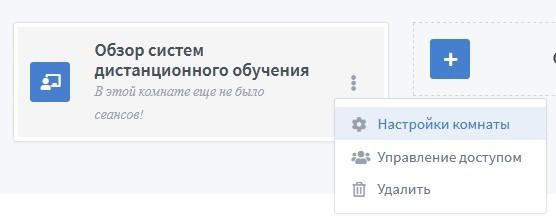 Обзор систем
дистанционного обучения
В этой комнате еще не было
сеансов!
Настройки комнаты
Управление доступом
Удалить